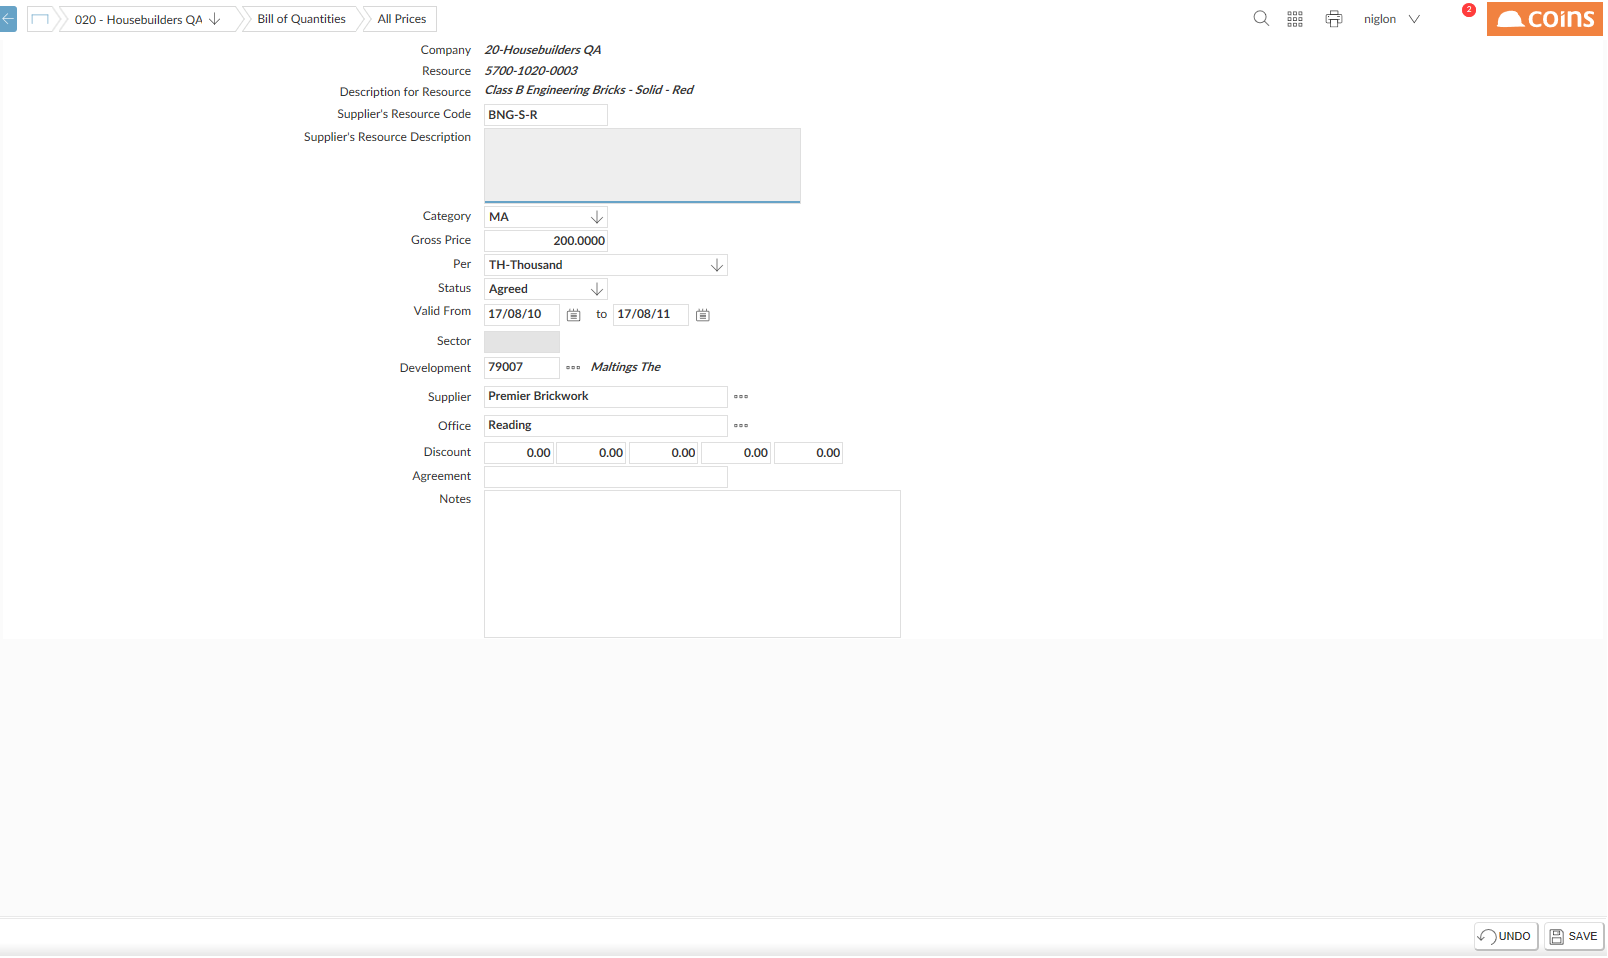 020 - Housebuilders QA Bill of Quantities All Prices niglon 2 coins
Company 20-Housebuilders QA
Resource 5700-1020-0003
Description for Resource Class B Engineering Bricks - Solid - Red
Supplier's Resource Code BNG-S-R
Supplier's Resource Description
Category MA
Gross Price 200.0000
Per TH-Thousand
Status Agreed
Valid From 17/08/10 to 17/08/11
Sector
Development 79007 Maltings The
Supplier Premier Brickwork
Office Reading
Discount 0.00 0.00 0.00 0.00 0.00
Agreement
Notes
UNDO SAVE